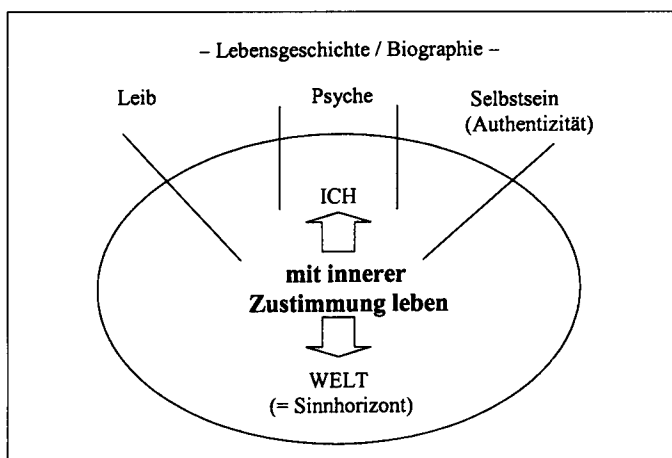 – Lebensgeschichte / Biographie –
Leib
Psyche
Selbstsein
(Authentizität)
ICH
mit innerer
Zustimmung leben
WELT
(= Sinnhorizont)